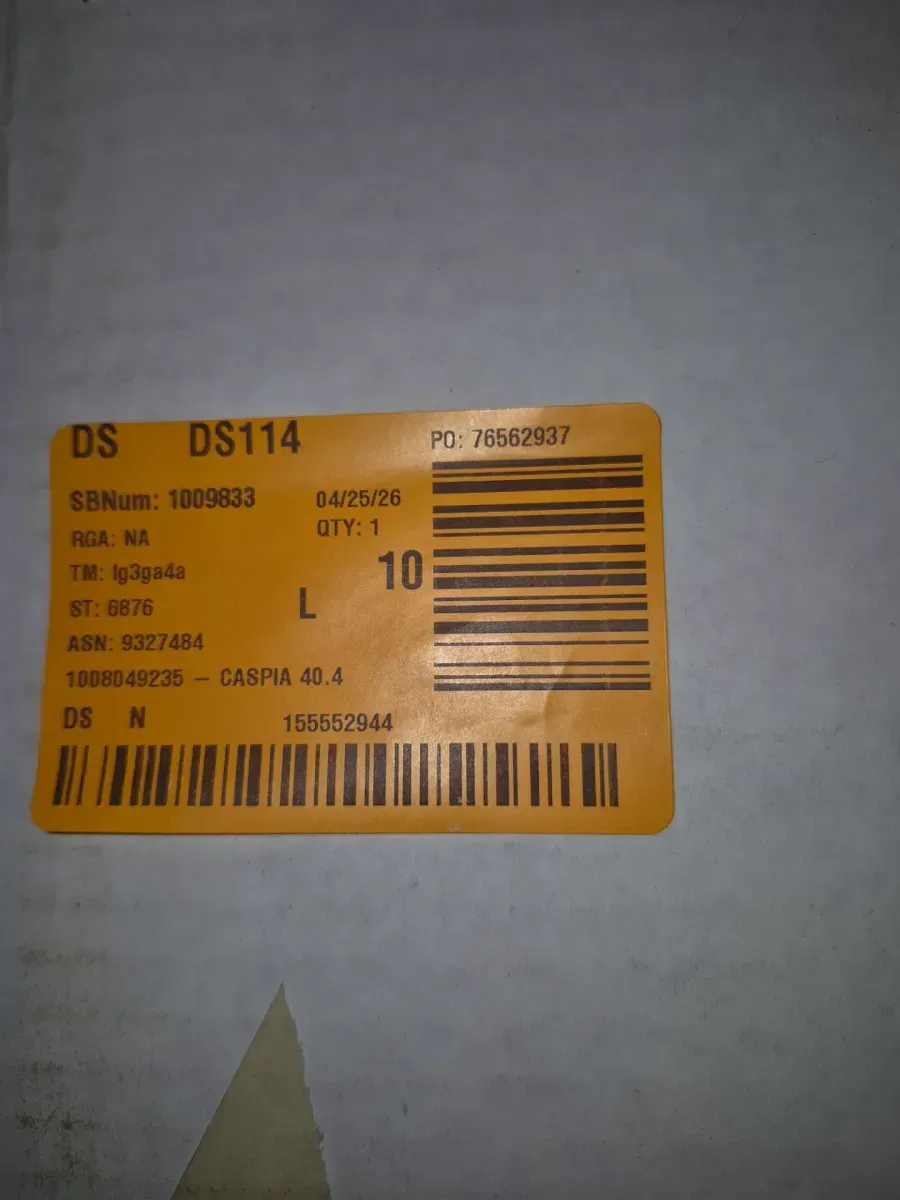 DS DS114 PO: 76562937
SBNum: 1009833 04/25/26
RGA: NA QTY: 1
TM: lg3ga4a 10
ST: 6876 L
ASN: 9327484
1008049235 – CASPIA 40.4
DS N 155552944